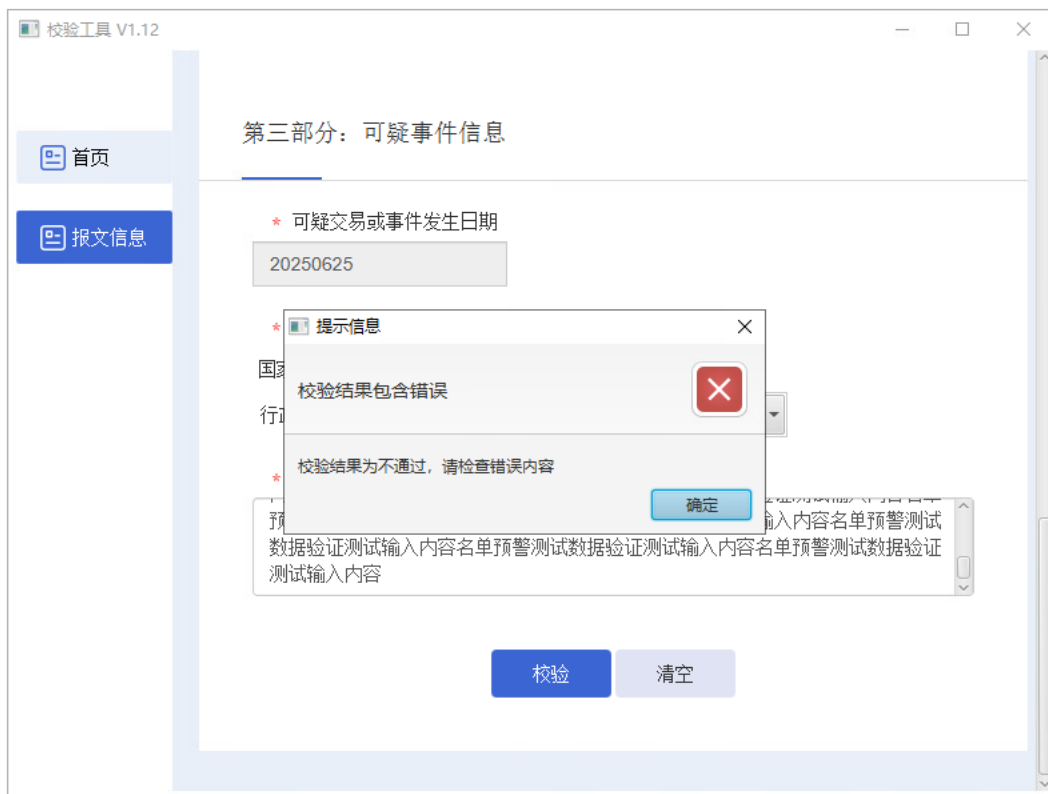 校验工具 V1.12
首页
报文信息
第三部分：可疑事件信息
* 可疑交易或事件发生日期
20250625
*
提示信息
国
校验结果包含错误
行
校验结果为不通过，请检查错误内容
*
确定
预
输入内容名单预警测试
数据验证测试输入内容名单预警测试数据验证测试输入内容名单预警测试数据验证
测试输入内容
校验
清空